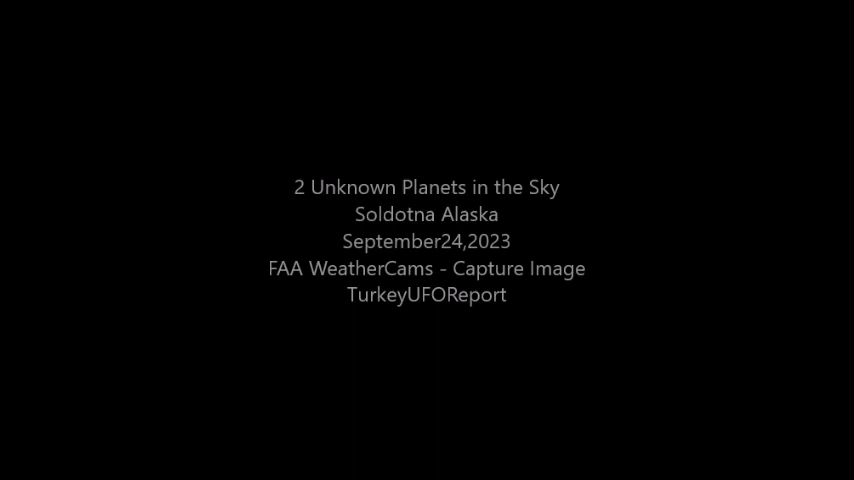 2 Unknown Planets in the Sky
Soldotna Alaska
September24,2023
FAA WeatherCams - Capture Image
TurkeyUFOReport